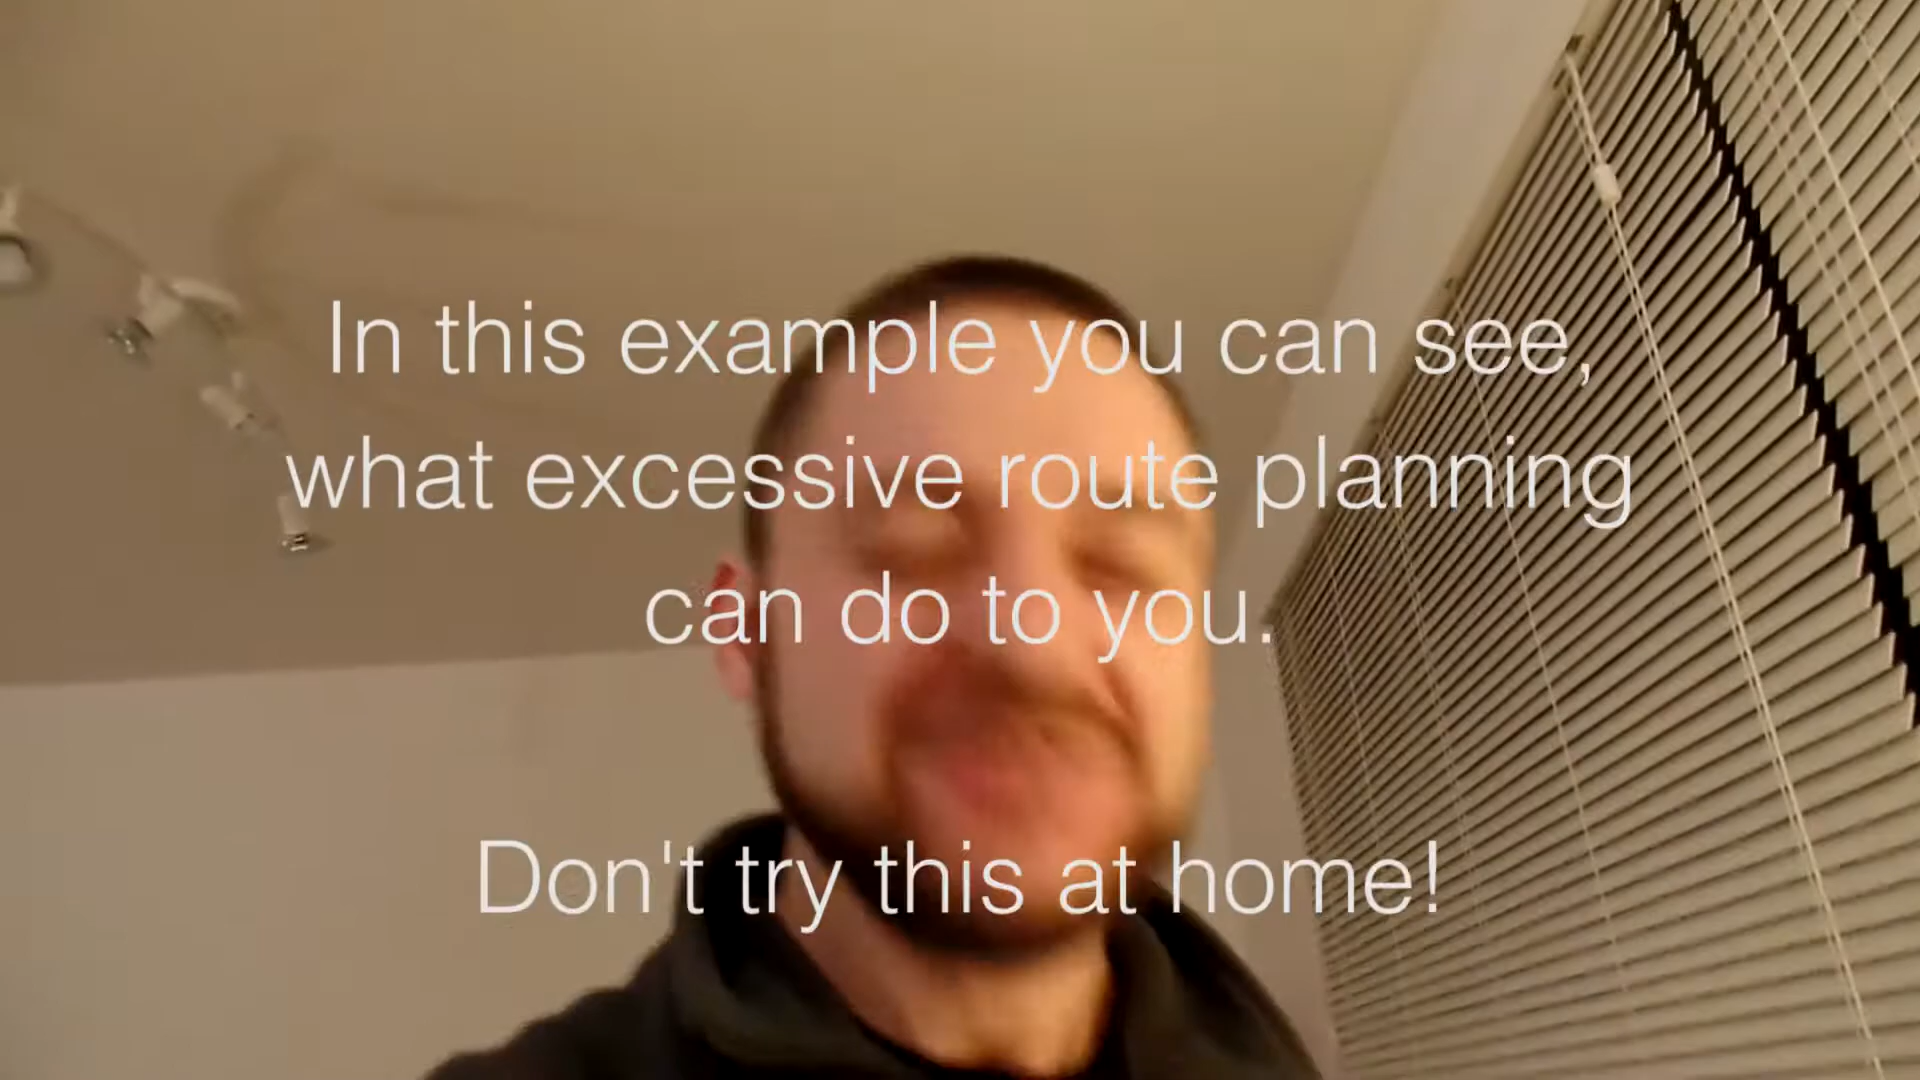 In this example you can see,
what excessive route planning
can do to you.
Don't try this at home!